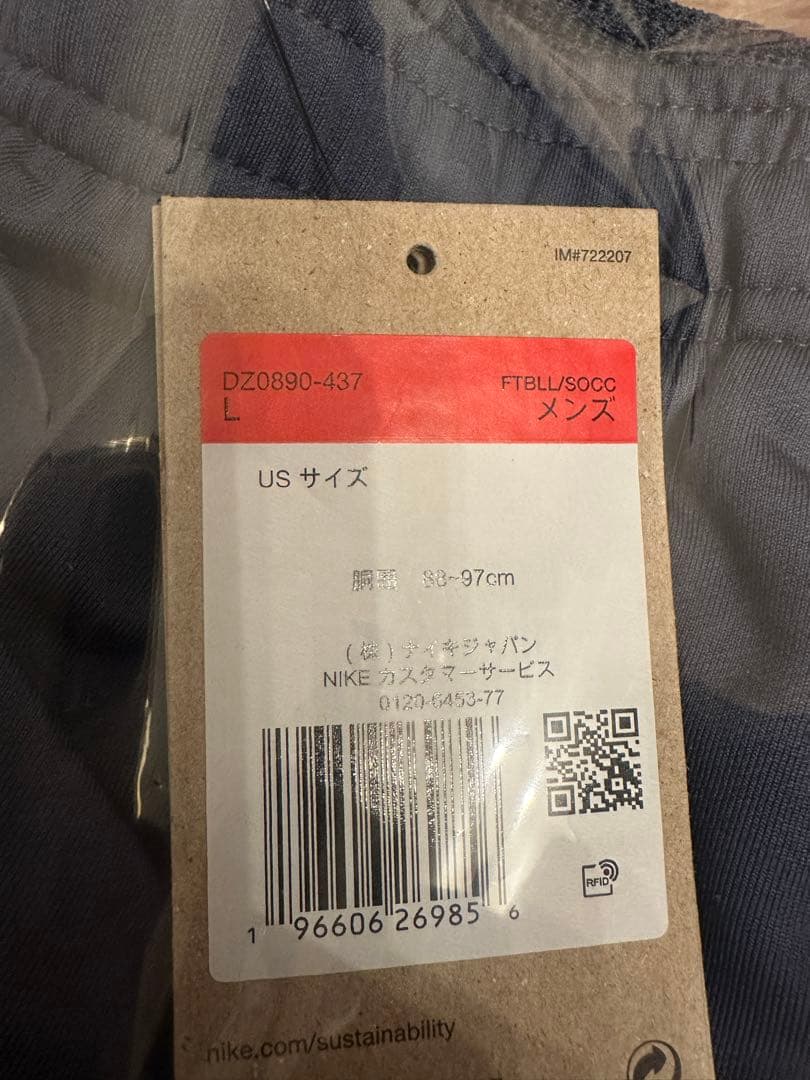 IM#722207
DZ0890-437 FTBLL/SOCC
L メンズ
US サイズ
胴囲 88~97cm
(株)ナイキジャパン
NIKE カスタマーサービス
0120-6453-77
RFID
1 96606 26985 6
nike.com/sustainability